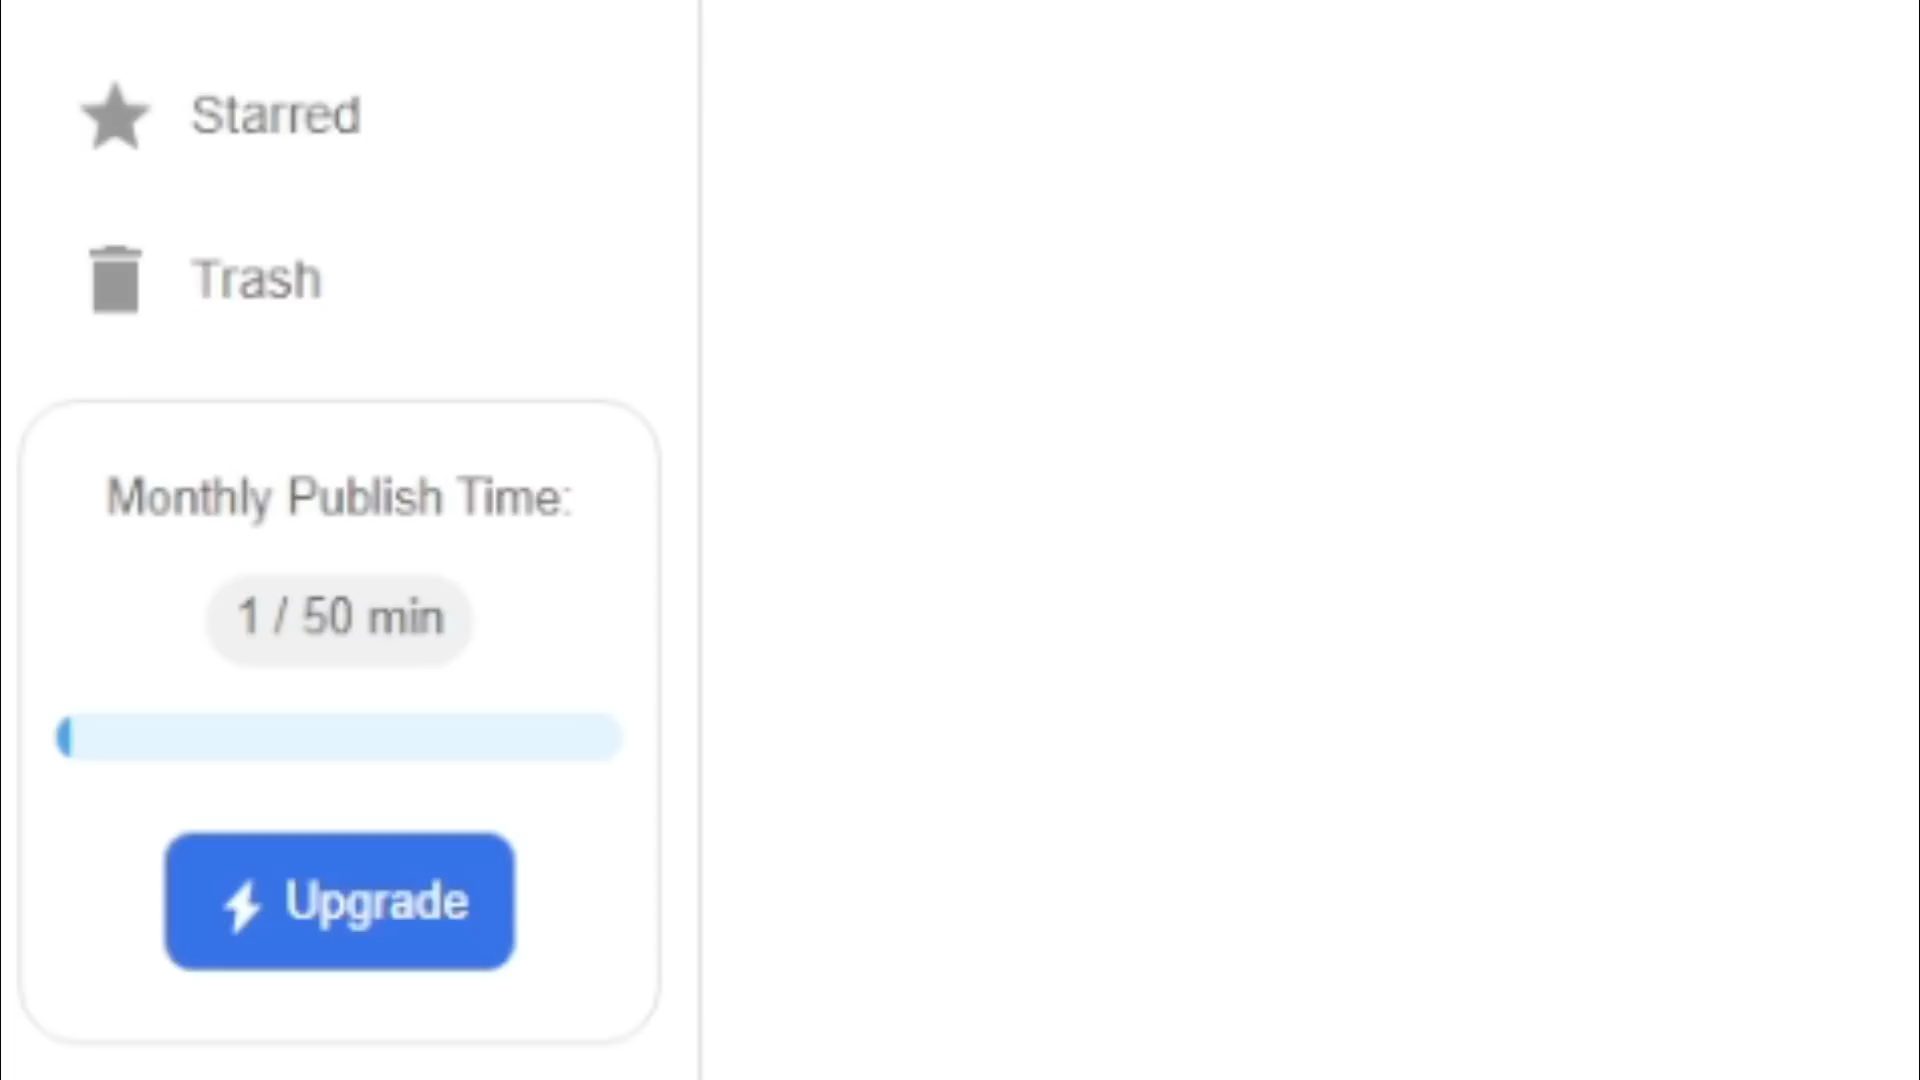 Starred
Trash
Monthly Publish Time:
1 / 50 min
Upgrade